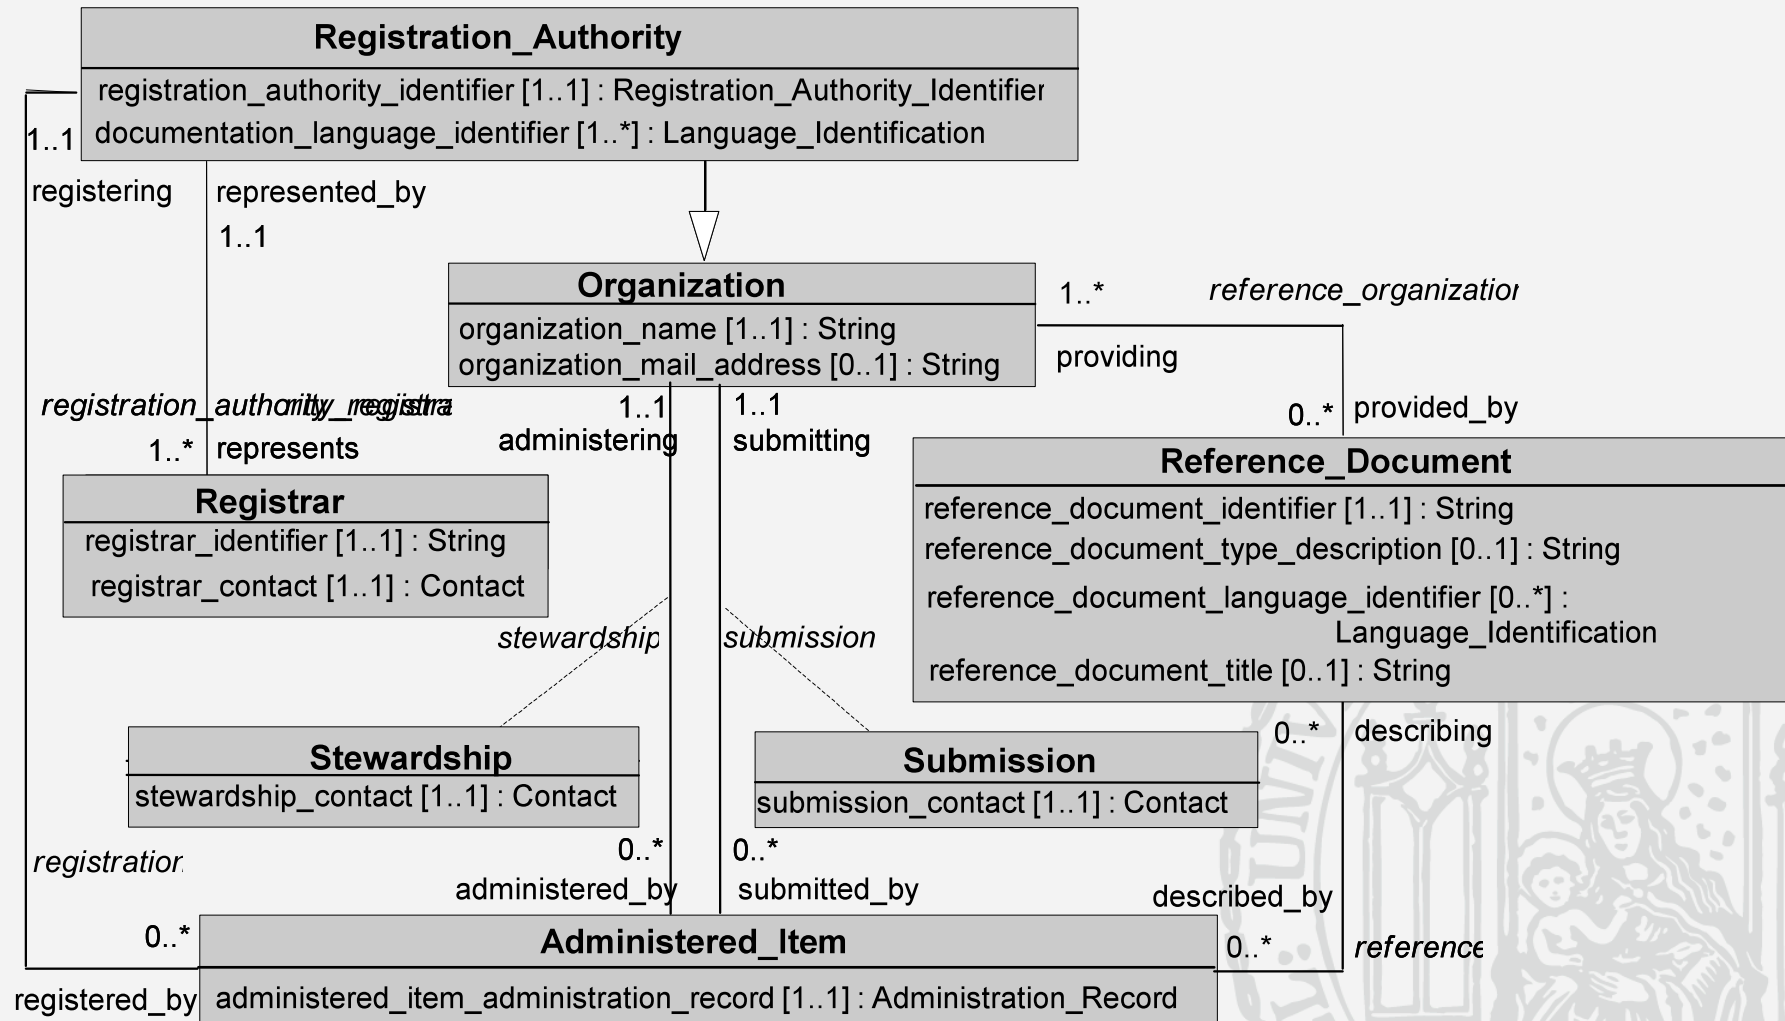 Registration_Authority
registration_authority_identifier [1..1] : Registration_Authority_Identifier
documentation_language_identifier [1..*] : Language_Identification
1..1
registering
represented_by
1..1
Organization
organization_name [1..1] : String
organization_mail_address [0..1] : String
1..*
reference_organization
providing
0..*
provided_by
registration_authority_registra
1..*
represents
1..1
administering
1..1
submitting
Registrar
registrar_identifier [1..1] : String
registrar_contact [1..1] : Contact
Reference_Document
reference_document_identifier [1..1] : String
reference_document_type_description [0..1] : String
reference_document_language_identifier [0..*] :
Language_Identification
reference_document_title [0..1] : String
stewardship
submission
Stewardship
stewardship_contact [1..1] : Contact
Submission
submission_contact [1..1] : Contact
0..*
describing
registration
0..*
administered_by
0..*
submitted_by
described_by
0..*
reference
0..*
registered_by
Administered_Item
administered_item_administration_record [1..1] : Administration_Record